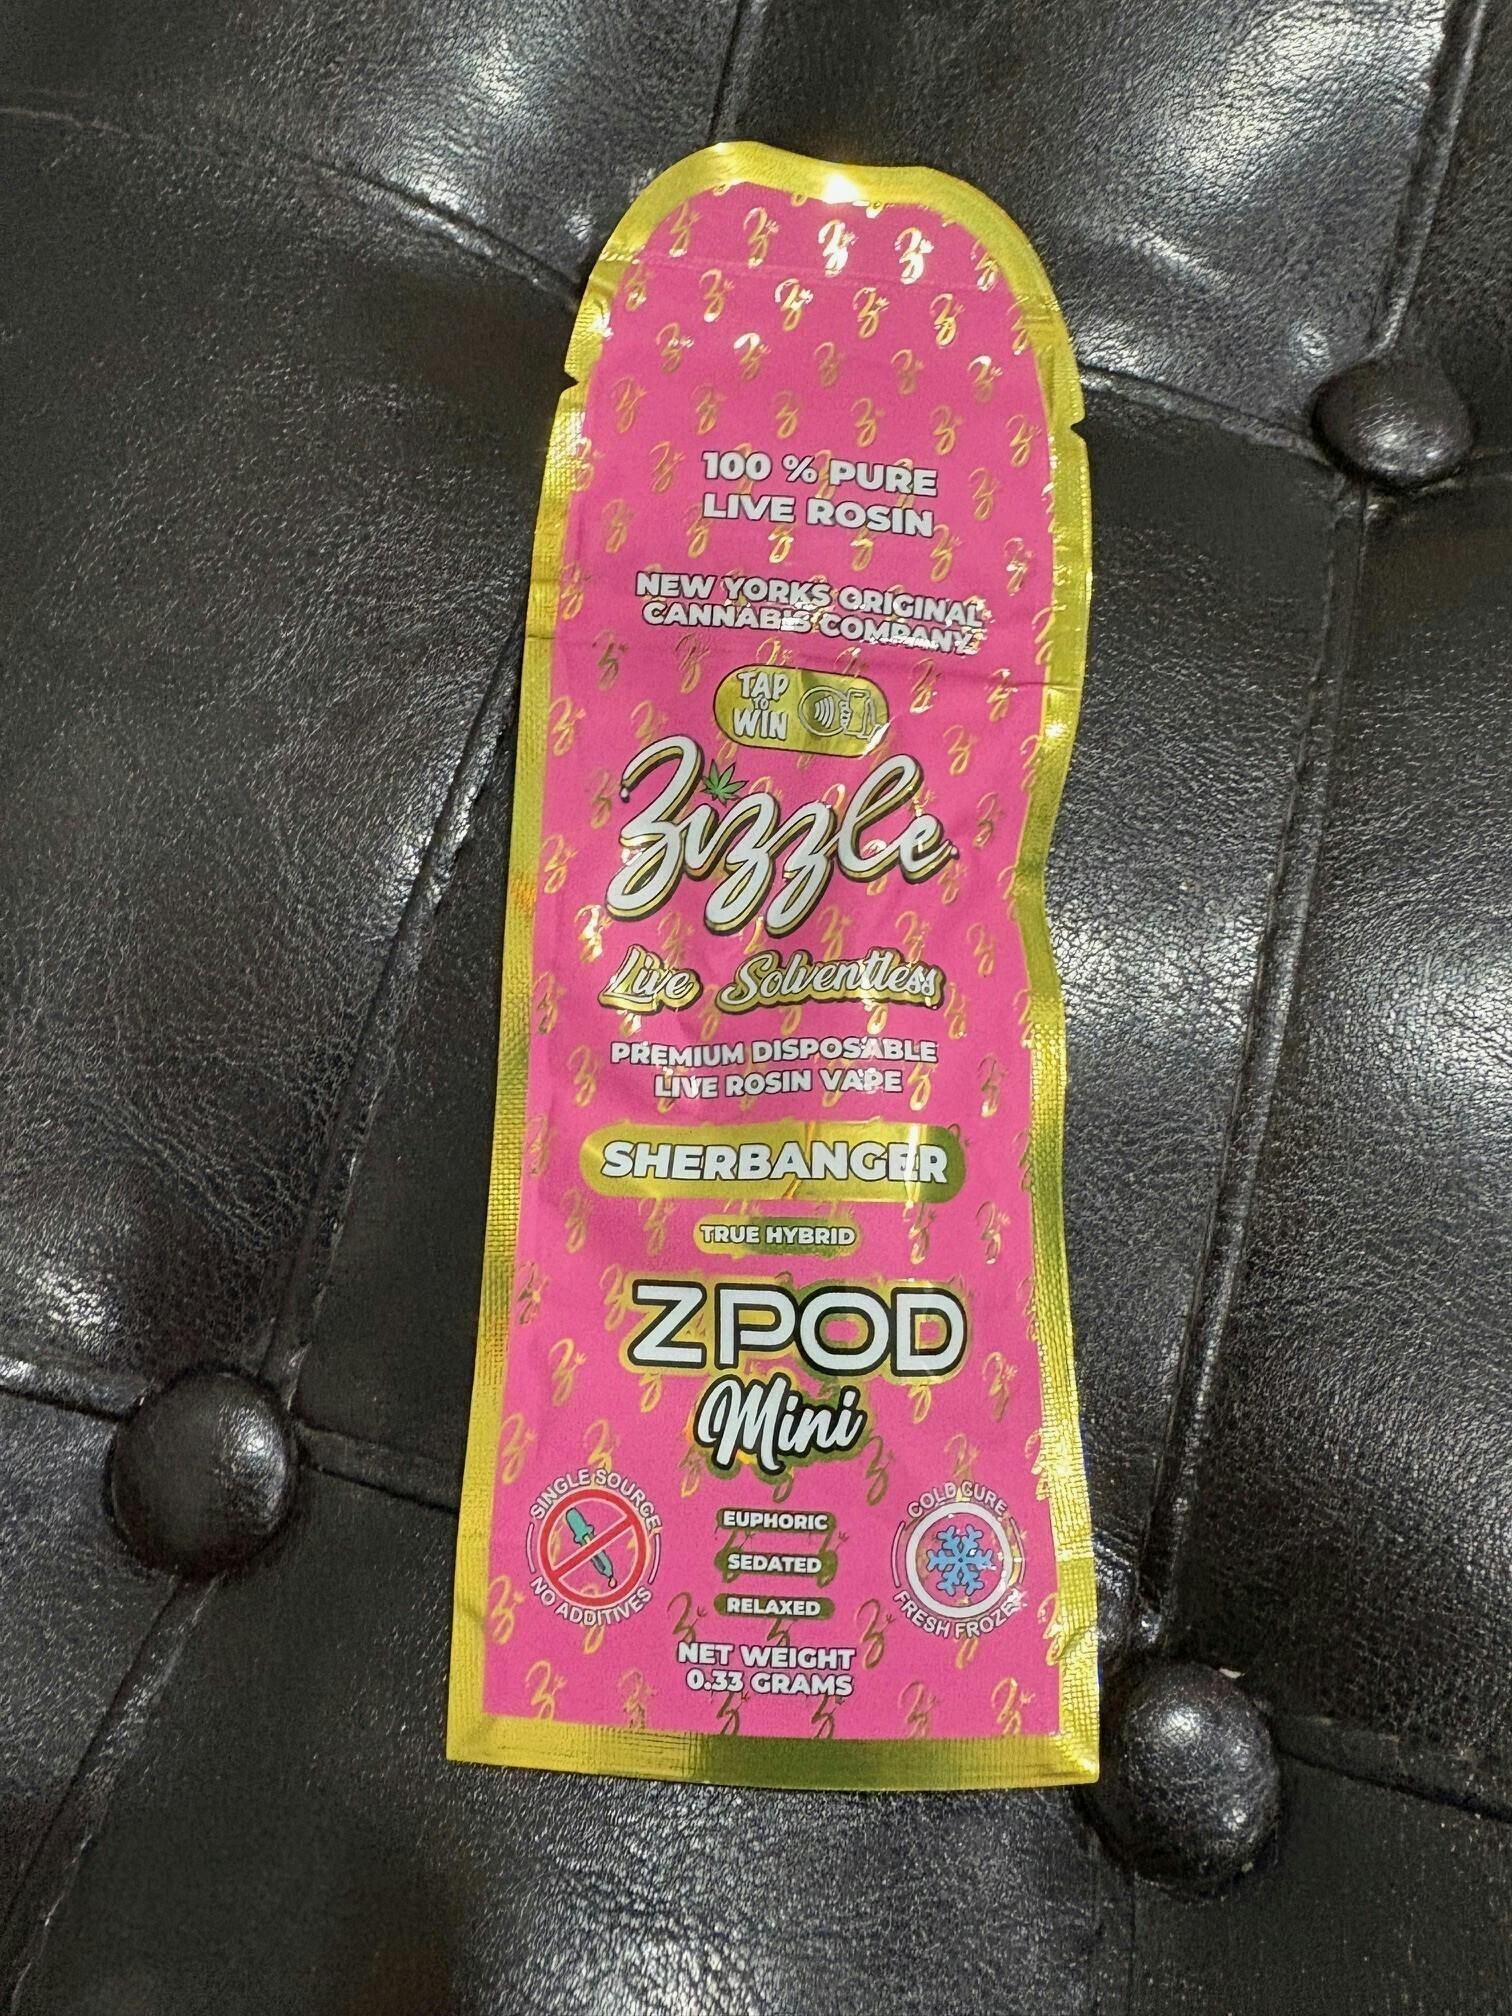 100 % PURE
LIVE ROSIN
NEW YORKS ORIGINAL
CANNABIS COMPANY
TAP
TO
WIN
Zizzle
Live Solventless
PREMIUM DISPOSABLE
LIVE ROSIN VAPE
SHERBANGER
TRUE HYBRID
ZPOD
Mini
SINGLE SOURCE
NO ADDITIVES
EUPHORIC
SEDATED
RELAXED
COLD CURE
FRESH FROZEN
NET WEIGHT
0.33 GRAMS